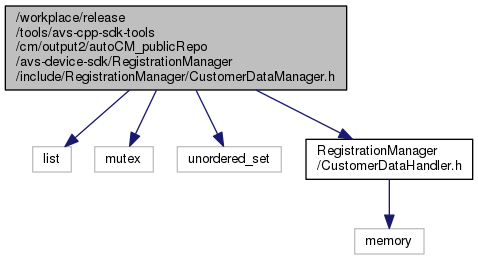 /workplace/release
/tools/avs-cpp-sdk-tools
/cm/output2/autoCM_publicRepo
/avs-device-sdk/RegistrationManager
/include/RegistrationManager/CustomerDataManager.h
list
mutex
unordered_set
RegistrationManager
/CustomerDataHandler.h
memory